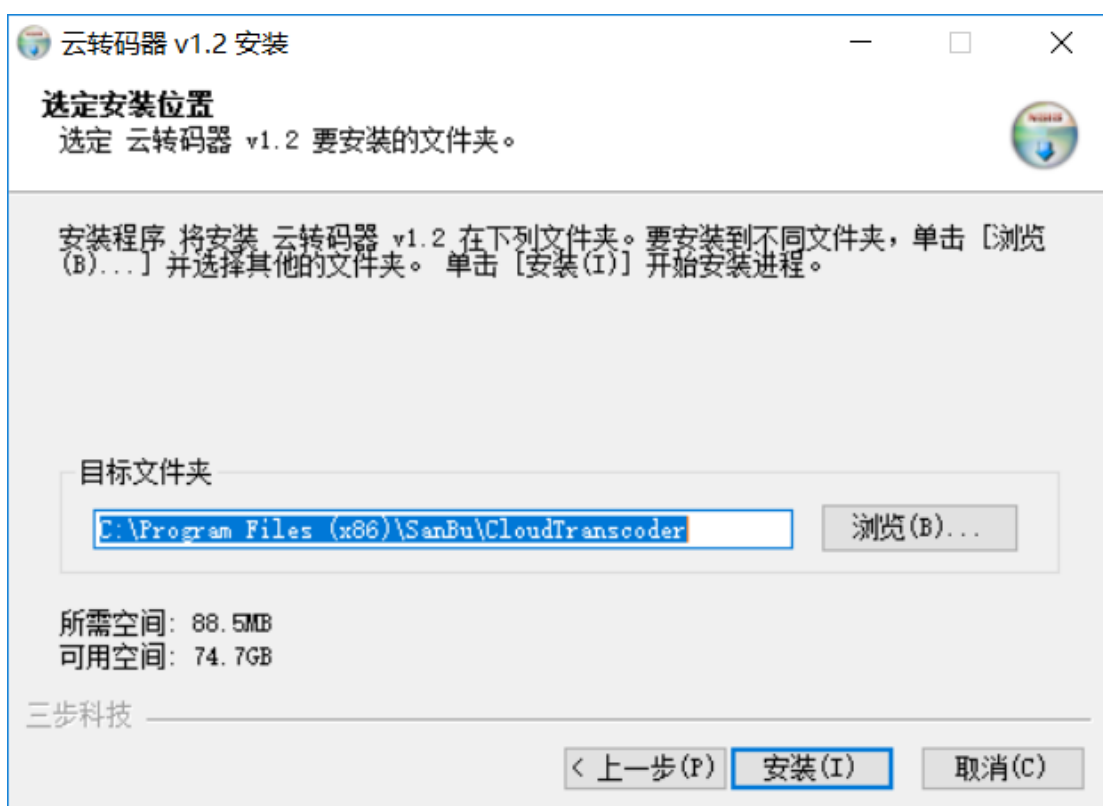 云转码器 v1.2 安装
选定安装位置
选定 云转码器 v1.2 要安装的文件夹。
安装程序 将安装 云转码器 v1.2 在下列文件夹。要安装到不同文件夹，单击 [浏览
(B)...] 并选择其他的文件夹。 单击 [安装(I)] 开始安装进程。
目标文件夹
C:\Program Files (x86)\SanBu\CloudTranscoder
浏览(B)...
所需空间: 88.5MB
可用空间: 74.7GB
三步科技
< 上一步(P)
安装(I)
取消(C)